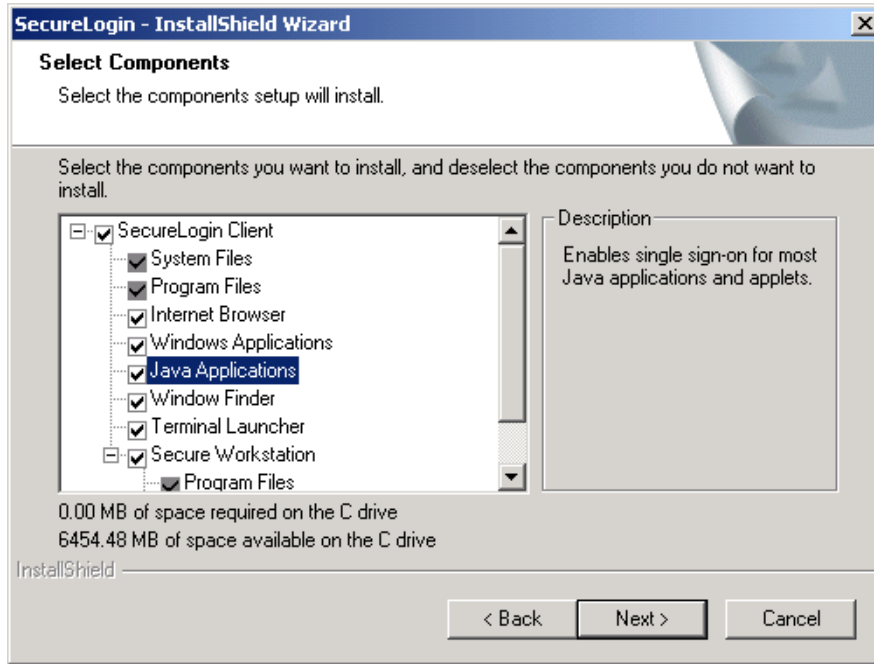 SecureLogin - InstallShield Wizard
Select Components
Select the components setup will install.
Select the components you want to install, and deselect the components you do not want to
install.
SecureLogin Client
System Files
Program Files
Internet Browser
Windows Applications
Java Applications
Window Finder
Terminal Launcher
Secure Workstation
Program Files
Description
Enables single sign-on for most
Java applications and applets.
0.00 MB of space required on the C drive
6454.48 MB of space available on the C drive
InstallShield
< Back
Next >
Cancel